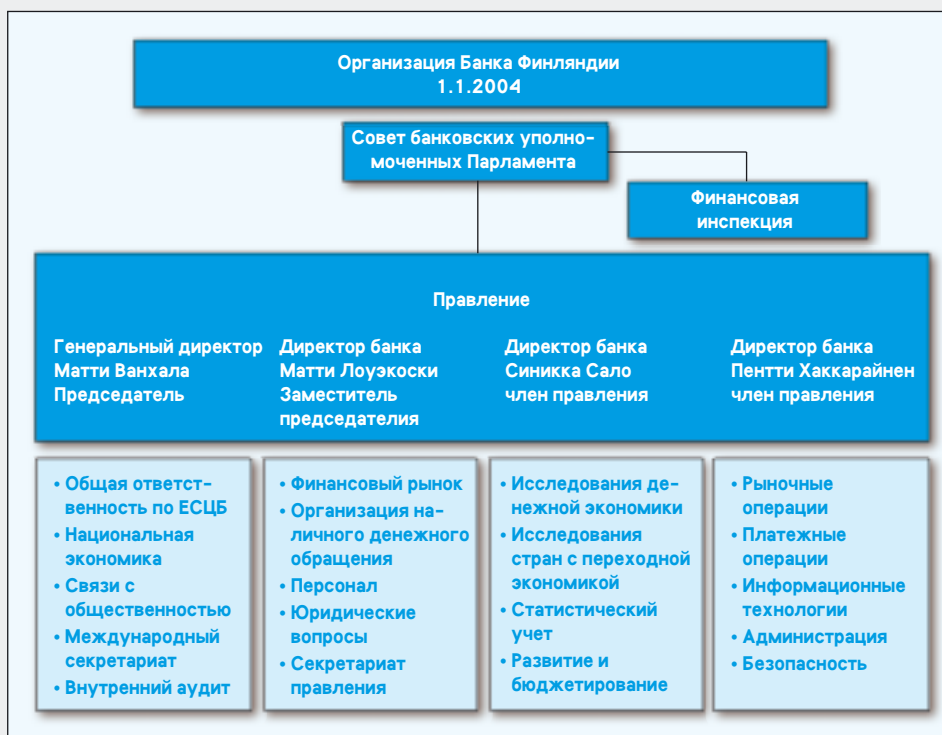 Организация Банка Финляндии
1.1.2004
Совет банковских уполно-
моченных Парламента
Финансовая
инспекция
Правление
Генеральный директор
Матти Ванхала
Председатель
Директор банка
Матти Лоуэкоски
Заместитель
председателия
Директор банка
Синикка Сало
член правления
Директор банка
Пентти Хаккарайнен
член правления
• Общая ответст-
венность по ЕСЦБ
• Национальная
экономика
• Связи с
общественностью
• Международный
секретариат
• Внутренний аудит
• Финансовый рынок
• Организация на-
личного денежного
обращения
• Персонал
• Юридические
вопросы
• Секретариат
правления
• Исследования де-
нежной экономики
• Исследования
стран с переходной
экономикой
• Статистический
учет
• Развитие и
бюджетирование
• Рыночные
операции
• Платежные
операции
• Информационные
технологии
• Администрация
• Безопасность